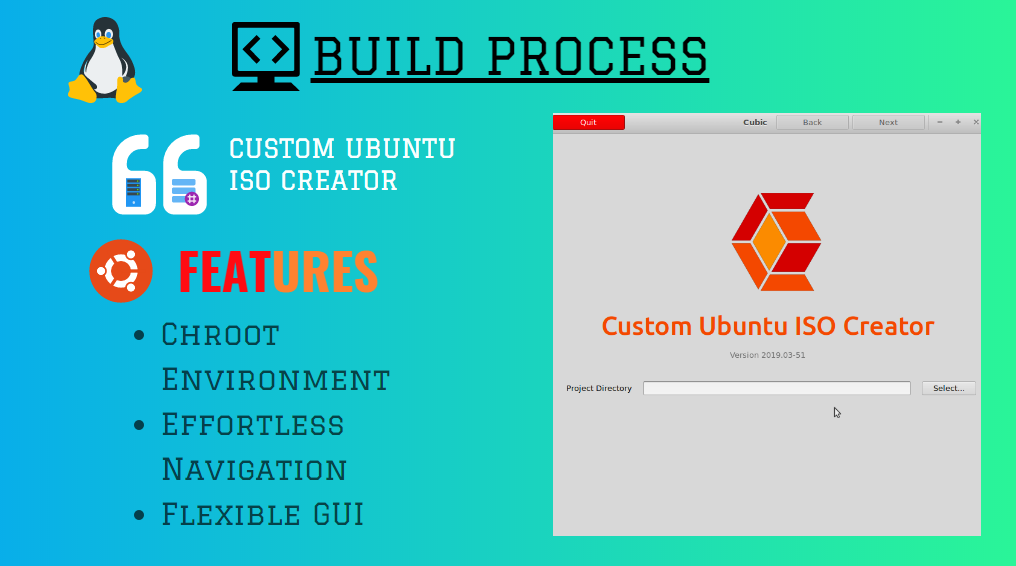 BUILD PROCESS
CUSTOM UBUNTU
ISO CREATOR
FEATURES
• Chroot
Environment
• Effortless
Navigation
• Flexible GUI
Quit
Cubic
Back
Next
Custom Ubuntu ISO Creator
Version 2019.03-51
Project Directory
Select...